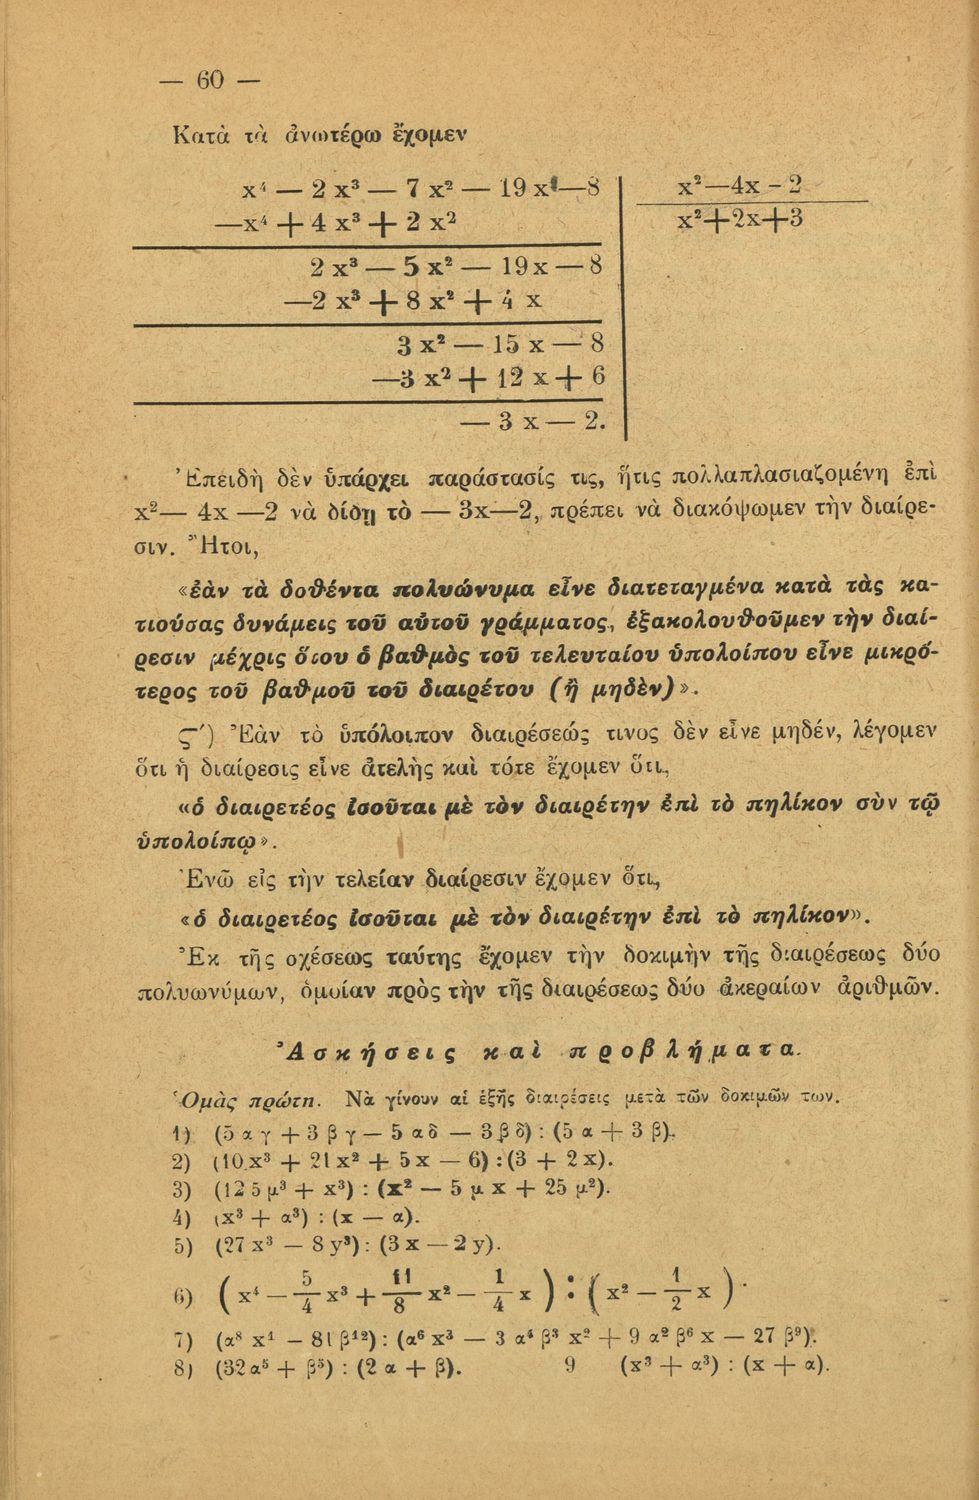 — 60 —
Κατὰ τὰ ἀνωτέρω ἔχομεν
x⁴ — 2 x³ — 7 x² — 19 x — 8 x²—4x - 2
—x⁴ + 4 x³ + 2 x² x²+2x+3
2 x³ — 5 x² — 19x — 8
—2 x³ + 8 x² + 4 x
3 x² — 15 x — 8
—3 x² + 12 x + 6
— 3 x — 2.
Ἐπειδὴ δὲν ὑπάρχει παράστασίς τις, ἥτις πολλαπλασιαζομένη ἐπὶ
x²— 4x —2 νὰ δίδῃ τὸ — 3x—2, πρέπει νὰ διακόψωμεν τὴν διαίρε-
σιν. Ἤτοι,
«ἐὰν τὰ δοθέντα πολυώνυμα εἶνε διατεταγμένα κατὰ τὰς κα-
τιούσας δυνάμεις τοῦ αὐτοῦ γράμματος, ἐξακολουθοῦμεν τὴν διαί-
ρεσιν μέχρις ὅτου ὁ βαθμὸς τοῦ τελευταίου ὑπολοίπου εἶνε μικρό-
τερος τοῦ βαθμοῦ τοῦ διαιρέτου (ἢ μηδὲν)».
Ϛ′) Ἐὰν τὸ ὑπόλοιπον διαιρέσεώς τινος δὲν εἶνε μηδέν, λέγομεν
ὅτι ἡ διαίρεσις εἶνε ἀτελὴς καὶ τότε ἔχομεν ὅτι,
«ὁ διαιρετέος ἰσοῦται μὲ τὸν διαιρέτην ἐπὶ τὸ πηλίκον σὺν τῷ
ὑπολοίπῳ».
Ἐνῶ εἰς τὴν τελείαν διαίρεσιν ἔχομεν ὅτι,
«ὁ διαιρετέος ἰσοῦται μὲ τὸν διαιρέτην ἐπὶ τὸ πηλίκον».
Ἐκ τῆς σχέσεως ταύτης ἔχομεν τὴν δοκιμὴν τῆς διαιρέσεως δύο
πολυωνύμων, ὁμοίαν πρὸς τὴν τῆς διαιρέσεως δύο ἀκεραίων ἀριθμῶν.
Ἀσκήσεις καὶ προβλήματα.
Ὁμὰς πρώτη. Νὰ γίνουν αἱ ἑξῆς διαιρέσεις μετὰ τῶν δοκιμῶν των.
1) (5 α γ + 3 β γ — 5 α δ — 3 β δ) : (5 α + 3 β).
2) (10 x³ + 21 x² + 5 x — 6) : (3 + 2 x).
3) (12 5 μ³ + x³) : (x² — 5 μ x + 25 μ²).
4) (x³ + α³) : (x — α).
5) (27 x³ — 8 y³) : (3 x — 2 y).
6) ( x⁴ — 5/4 x³ + 11/8 x² — 1/4 x ) : ( x² — 1/2 x ).
7) (α⁸ x⁴ — 81 β¹²) : (α⁶ x³ — 3 α⁴ β³ x² + 9 α² β⁶ x — 27 β⁹).
8) (32 α⁵ + β⁵) : (2 α + β). 9 (x³ + α³) : (x + α).